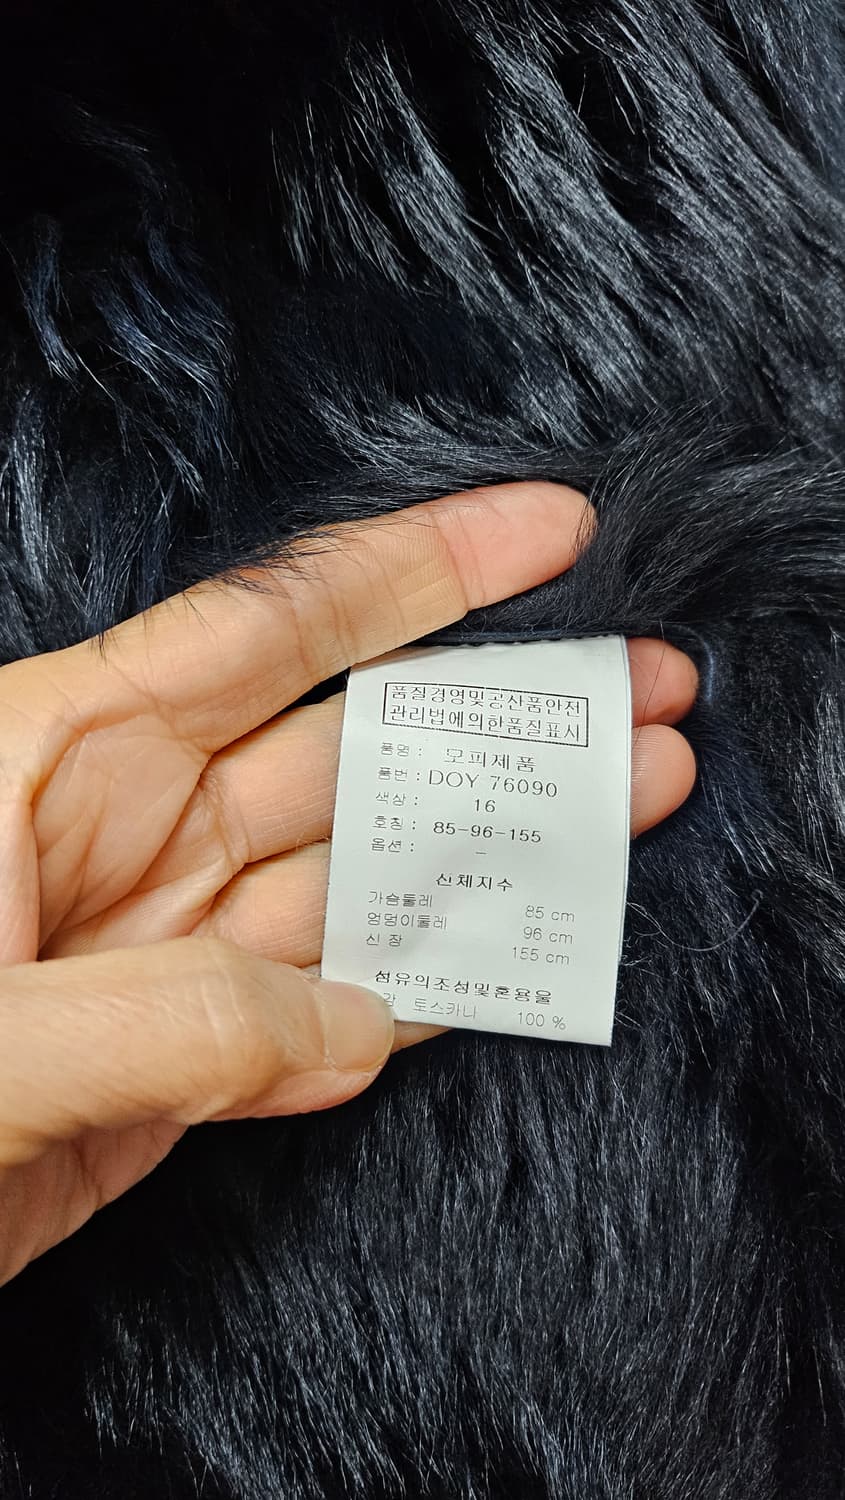 품질경영및공산품안전
관리법에의한품질표시
품명 : 모피제품
품번 : DOY 76090
색상 : 16
호칭 : 85-96-155
옵션 : -
신체지수
가슴둘레 85 cm
엉덩이둘레 96 cm
신 장 155 cm
섬유의조성및혼용율
감 토스카나 100 %